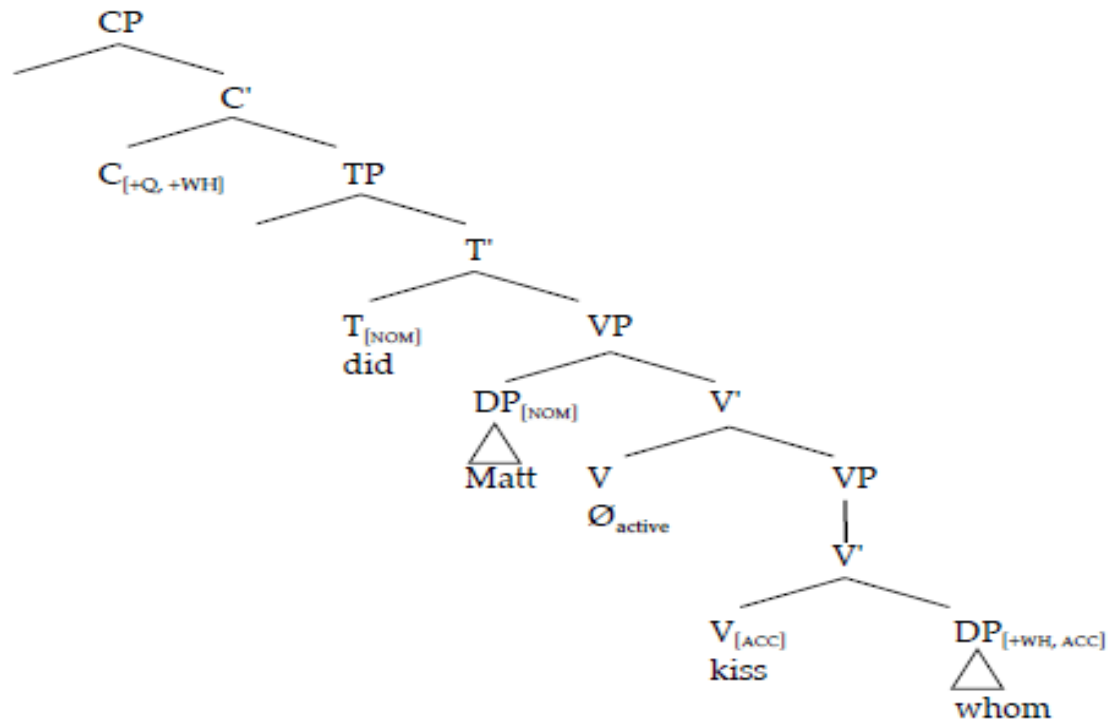 CP
C'
C[+Q, +WH] TP
T'
T[NOM] VP
did
DP[NOM] V'
Matt V VP
Øactive
V'
V[ACC] DP[+WH, ACC]
kiss
whom